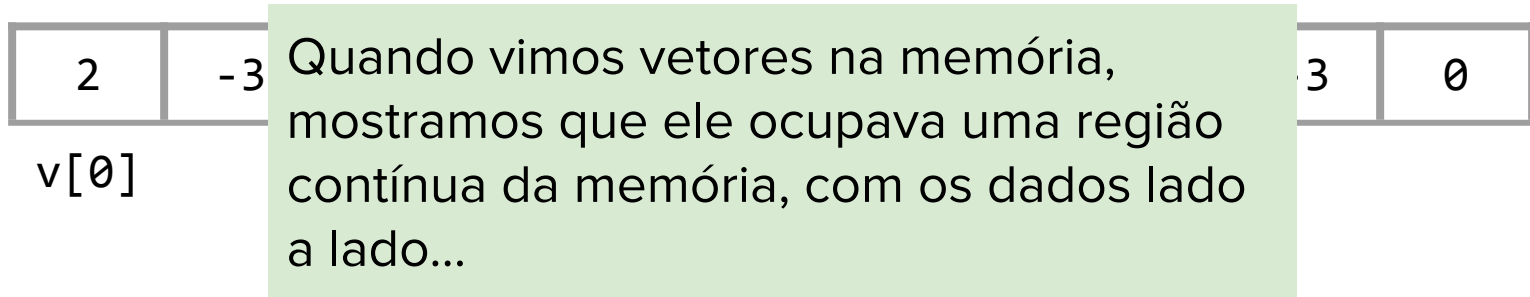 2 -3 -3 0
v[0]
Quando vimos vetores na memória,
mostramos que ele ocupava uma região
contínua da memória, com os dados lado
a lado...